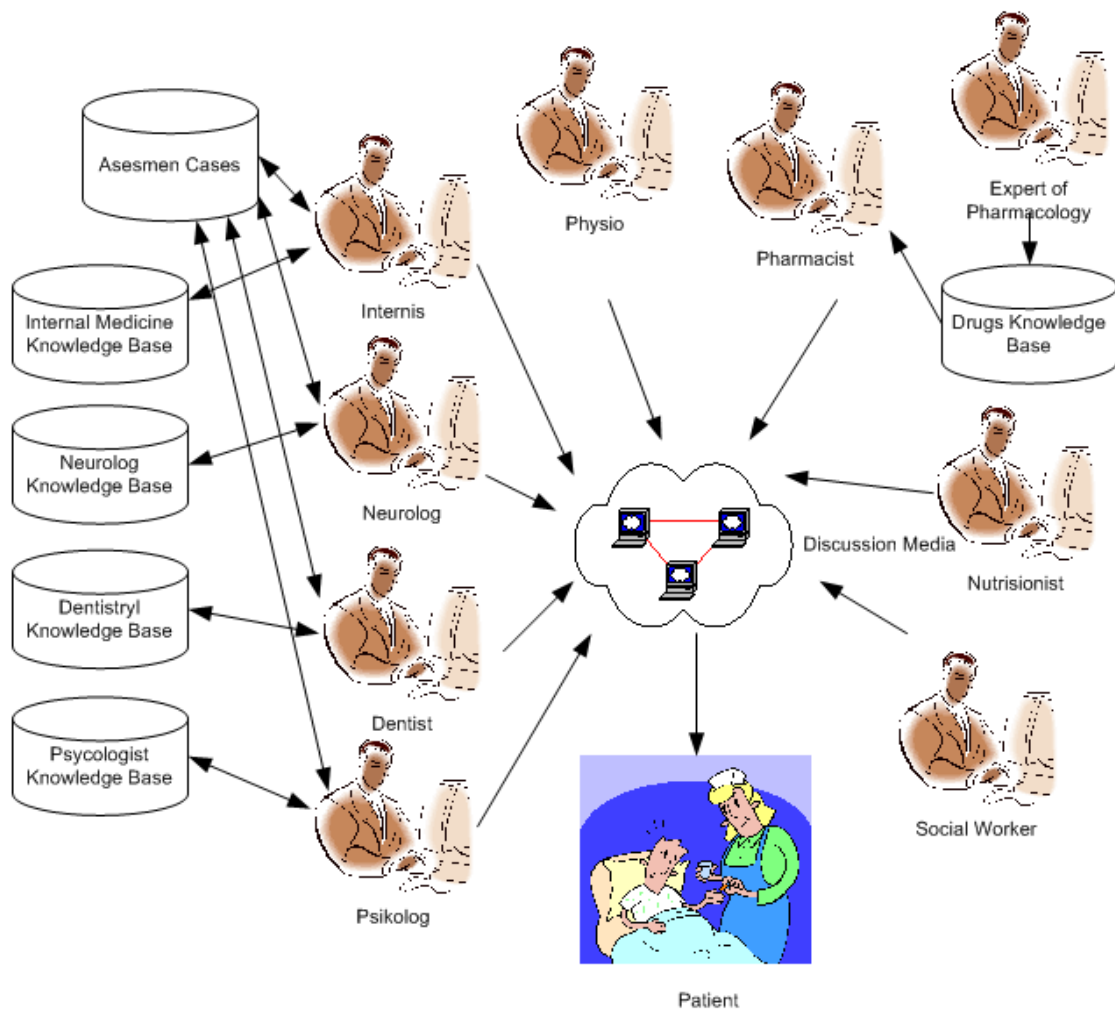 Asesmen Cases
Internal Medicine
Knowledge Base
Neurolog
Knowledge Base
Dentistryl
Knowledge Base
Psycologist
Knowledge Base
Internis
Neurolog
Dentist
Psikolog
Physio
Pharmacist
Expert of
Pharmacology
Drugs Knowledge
Base
Discussion Media
Nutrisionist
Social Worker
Patient